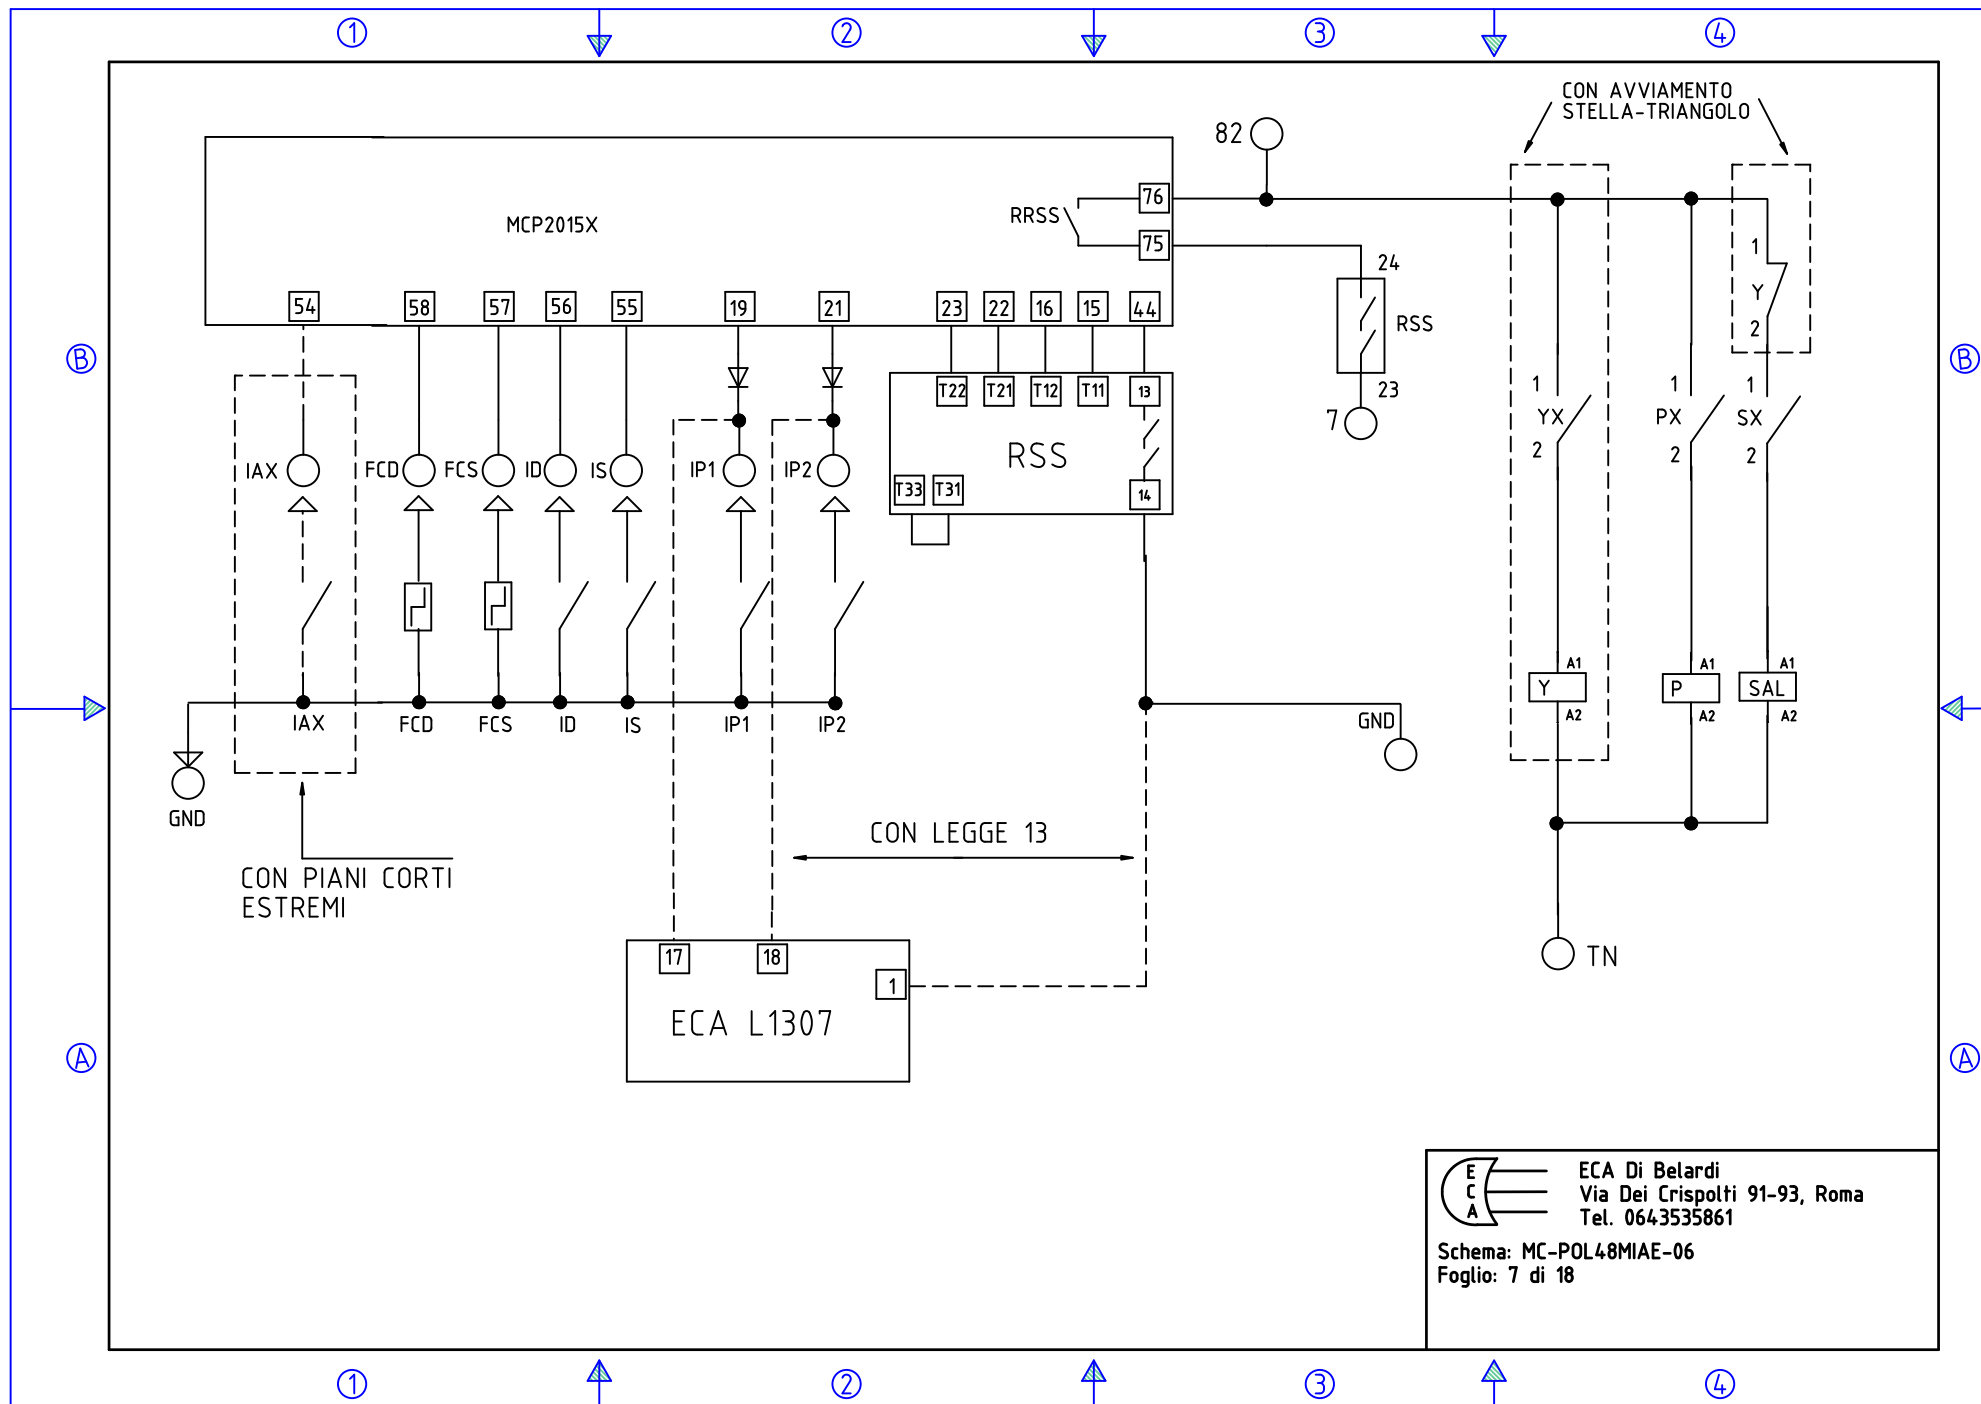 1 2 3 4
CON AVVIAMENTO
STELLA-TRIANGOLO
82
MCP2015X
RRSS
76
75
24
RSS
23
7
54 58 57 56 55 19 21 23 22 16 15 44
1
Y
2
B B
T22 T21 T12 T11 13
RSS
T33 T31 14
1
YX
2
1
PX
2
1
SX
2
IAX FCD FCS ID IS IP1 IP2
A1 A1 A1
Y P SAL
A2 A2 A2
IAX FCD FCS ID IS IP1 IP2
GND
GND
CON LEGGE 13
CON PIANI CORTI
ESTREMI
17 18
1
ECA L1307
TN
A A
E
C
A
ECA Di Belardi
Via Dei Crispolti 91-93, Roma
Tel. 0643535861
Schema: MC-POL48MIAE-06
Foglio: 7 di 18
1 2 3 4